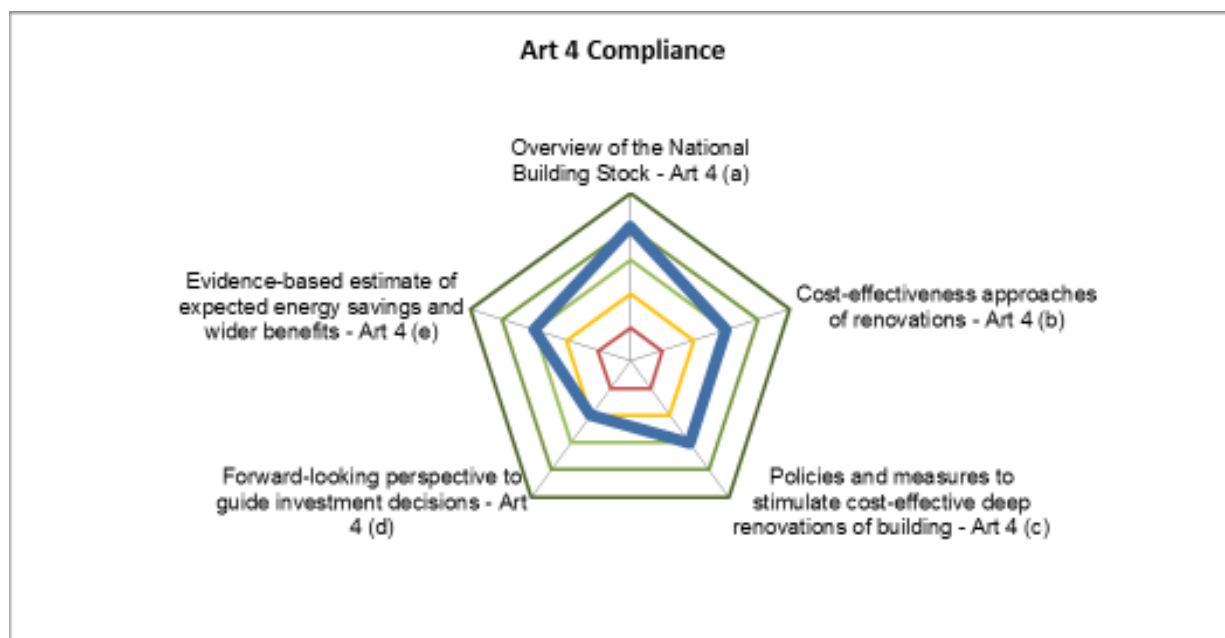 Art 4 Compliance
Overview of the National
Building Stock - Art 4 (a)
Evidence-based estimate of
expected energy savings and
wider benefits - Art 4 (e)
Cost-effectiveness approaches
of renovations - Art 4 (b)
Forward-looking perspective to
guide investment decisions - Art
4 (d)
Policies and measures to
stimulate cost-effective deep
renovations of building - Art 4 (c)